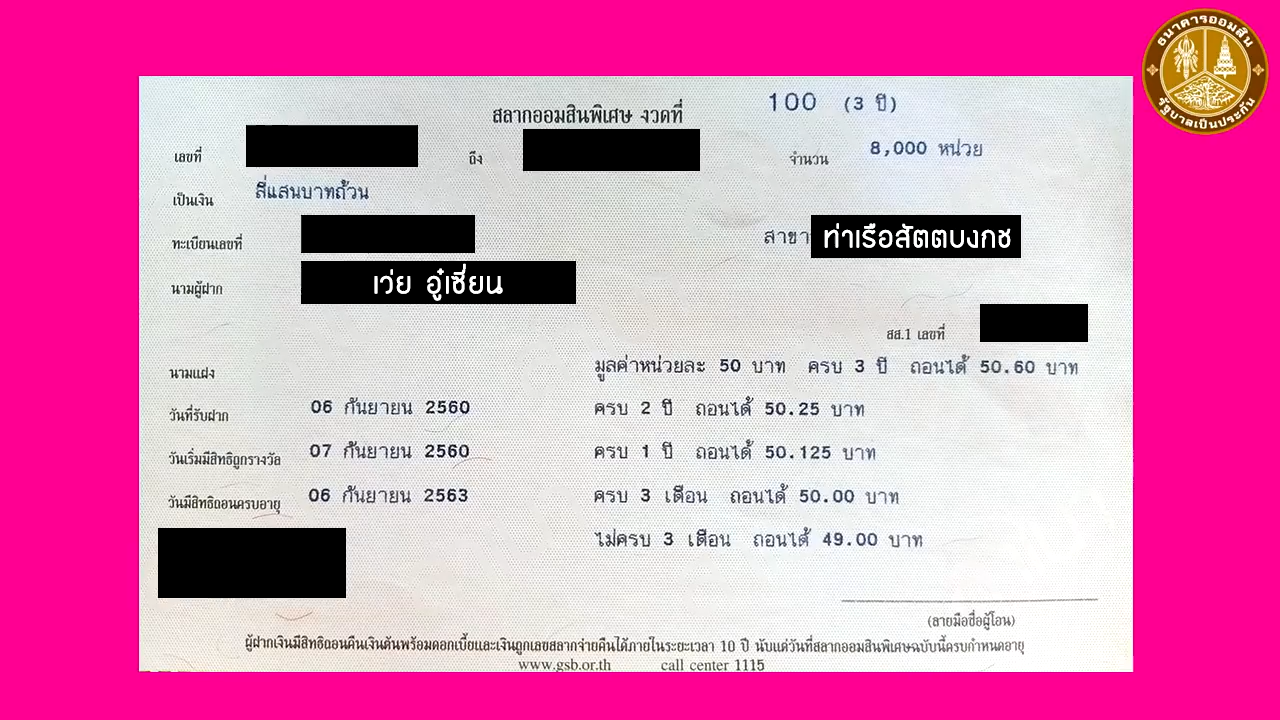 ธนาคารออมสิน
รัฐบาลเป็นประกัน
สลากออมสินพิเศษ งวดที่ 100 (3 ปี)
เลขที่ ถึง จำนวน 8,000 หน่วย
เป็นเงิน สี่แสนบาทถ้วน
ทะเบียนเลขที่ สาขา ท่าเรือสัตตบงกช
นามผู้ฝาก เว่ย อู๋เซี่ยน
สส.1 เลขที่
นามแฝง มูลค่าหน่วยละ 50 บาท ครบ 3 ปี ถอนได้ 50.60 บาท
วันที่รับฝาก 06 กันยายน 2560 ครบ 2 ปี ถอนได้ 50.25 บาท
วันเริ่มมีสิทธิถูกรางวัล 07 กันยายน 2560 ครบ 1 ปี ถอนได้ 50.125 บาท
วันมีสิทธิถอนครบอายุ 06 กันยายน 2563 ครบ 3 เดือน ถอนได้ 50.00 บาท
ไม่ครบ 3 เดือน ถอนได้ 49.00 บาท
(ลายมือชื่อผู้โอน)
ผู้ฝากเงินมีสิทธิถอนคืนเงินต้นพร้อมดอกเบี้ยและเงินถูกเลขสลากจ่ายคืนได้ภายในระยะเวลา 10 ปี นับแต่วันที่สลากออมสินพิเศษฉบับนี้ครบกำหนดอายุ
www.gsb.or.th call center 1115